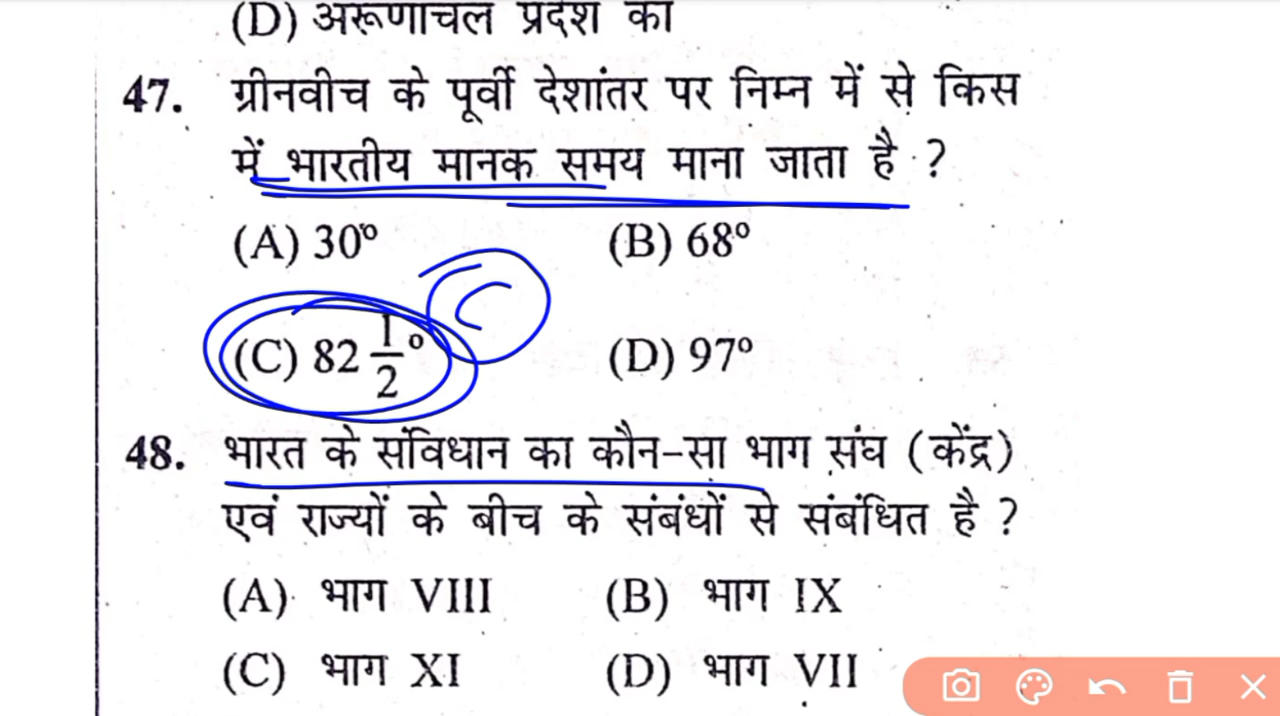 (D) अरूणाचल प्रदेश का
47. ग्रीनवीच के पूर्वी देशांतर पर निम्न में से किस
में भारतीय मानक समय माना जाता है ?
(A) 30° (B) 68°
C
(C) 82 1/2° (D) 97°
48. भारत के संविधान का कौन-सा भाग संघ (केंद्र)
एवं राज्यों के बीच के संबंधों से संबंधित है ?
(A) भाग VIII (B) भाग IX
(C) भाग XI (D) भाग VII